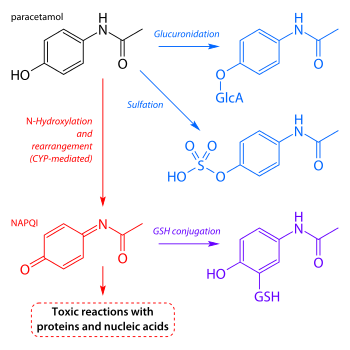 paracetamol
H
N
O
HO
Glucuronidation
H
N
O
O
GlcA
Sulfation
O
O
S
HO
O
H
N
O
N-Hydroxylation
and
rearrangement
(CYP-mediated)
NAPQI
N
O
O
GSH conjugation
H
N
O
HO
GSH
Toxic reactions with
proteins and nucleic acids